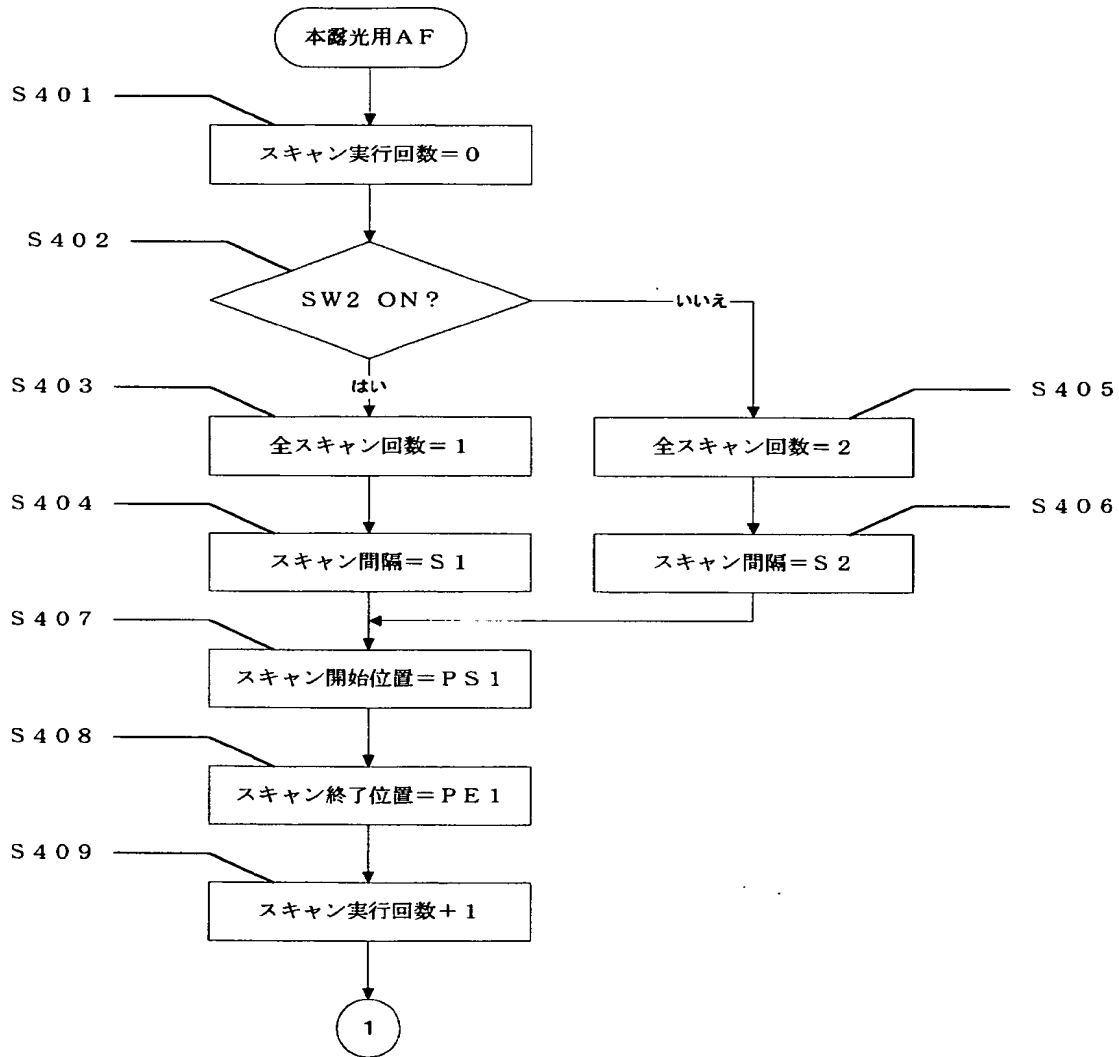 本露光用AF
S401
スキャン実行回数=0
S402
SW2 ON?
いいえ
はい
S403
全スキャン回数=1
S405
全スキャン回数=2
S404
スキャン間隔=S1
S406
スキャン間隔=S2
S407
スキャン開始位置=PS1
S408
スキャン終了位置=PE1
S409
スキャン実行回数+1
1